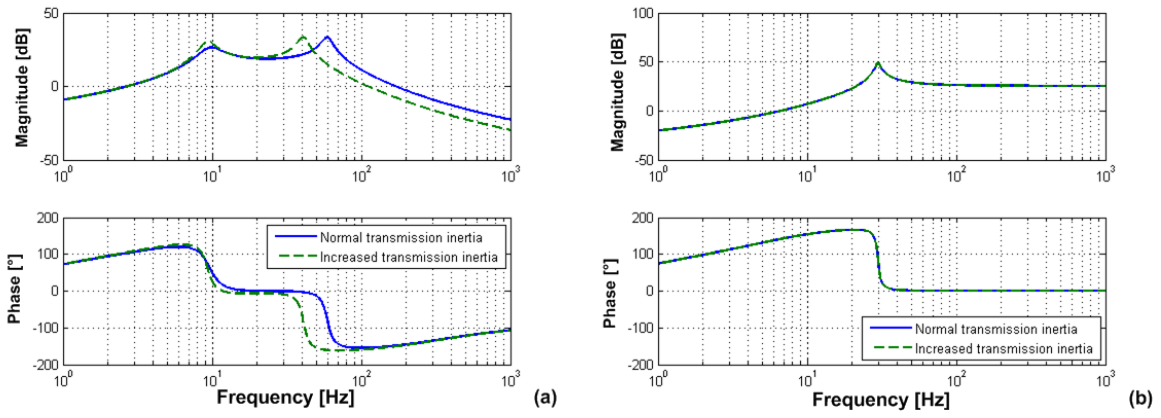 50
0
-50
Magnitude [dB]
10^0
10^1
10^2
10^3
200
100
0
-100
-200
Phase [°]
Normal transmission inertia
Increased transmission inertia
10^0
10^1
10^2
10^3
Frequency [Hz]
(a)
100
50
0
-50
Magnitude [dB]
10^0
10^1
10^2
10^3
200
100
0
-100
-200
Phase [°]
Normal transmission inertia
Increased transmission inertia
10^0
10^1
10^2
10^3
Frequency [Hz]
(b)